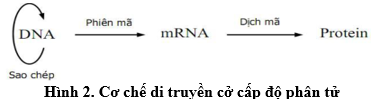 Phiên mã
Dịch mã
DNA
mRNA
Protein
Sao chép
Hình 2. Cơ chế di truyền cở cấp độ phân tử